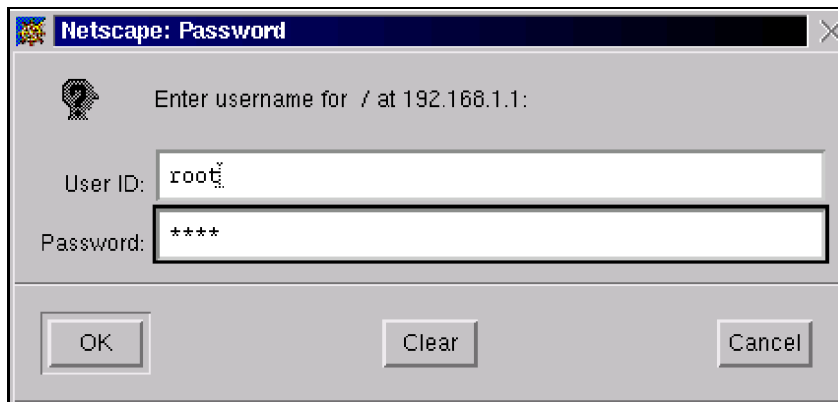 Netscape: Password
Enter username for / at 192.168.1.1:
User ID: root
Password: ****
OK Clear Cancel